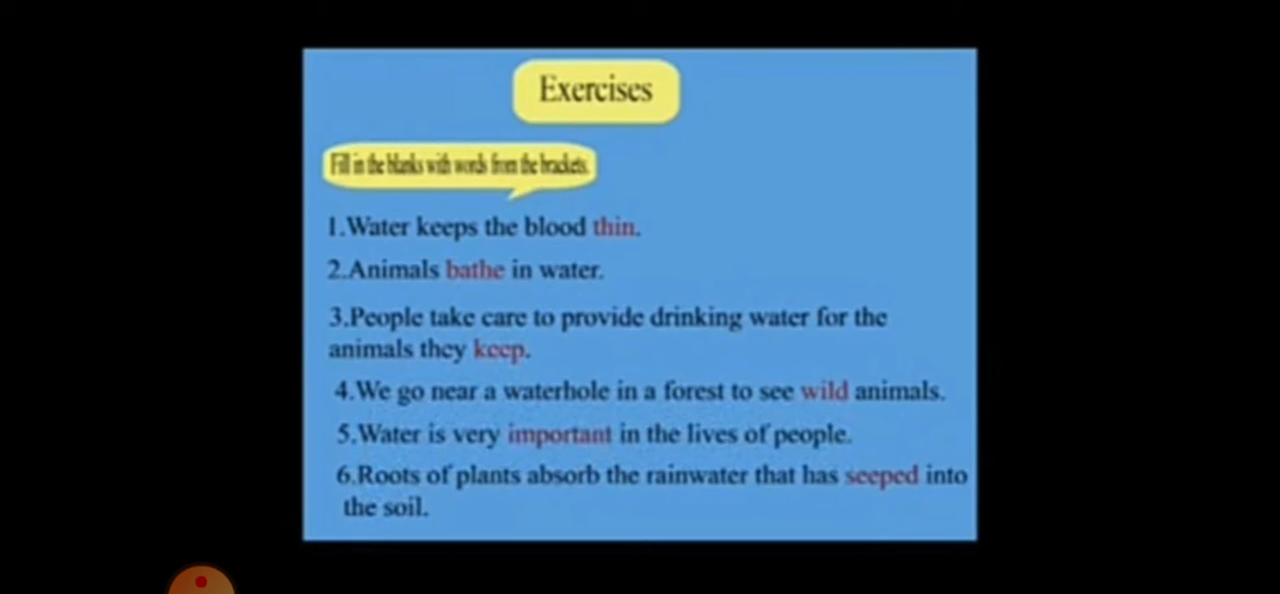 Exercises
Fill in the blanks with words from the brackets.
1.Water keeps the blood thin.
2.Animals bathe in water.
3.People take care to provide drinking water for the
animals they keep.
4.We go near a waterhole in a forest to see wild animals.
5.Water is very important in the lives of people.
6.Roots of plants absorb the rainwater that has seeped into
the soil.